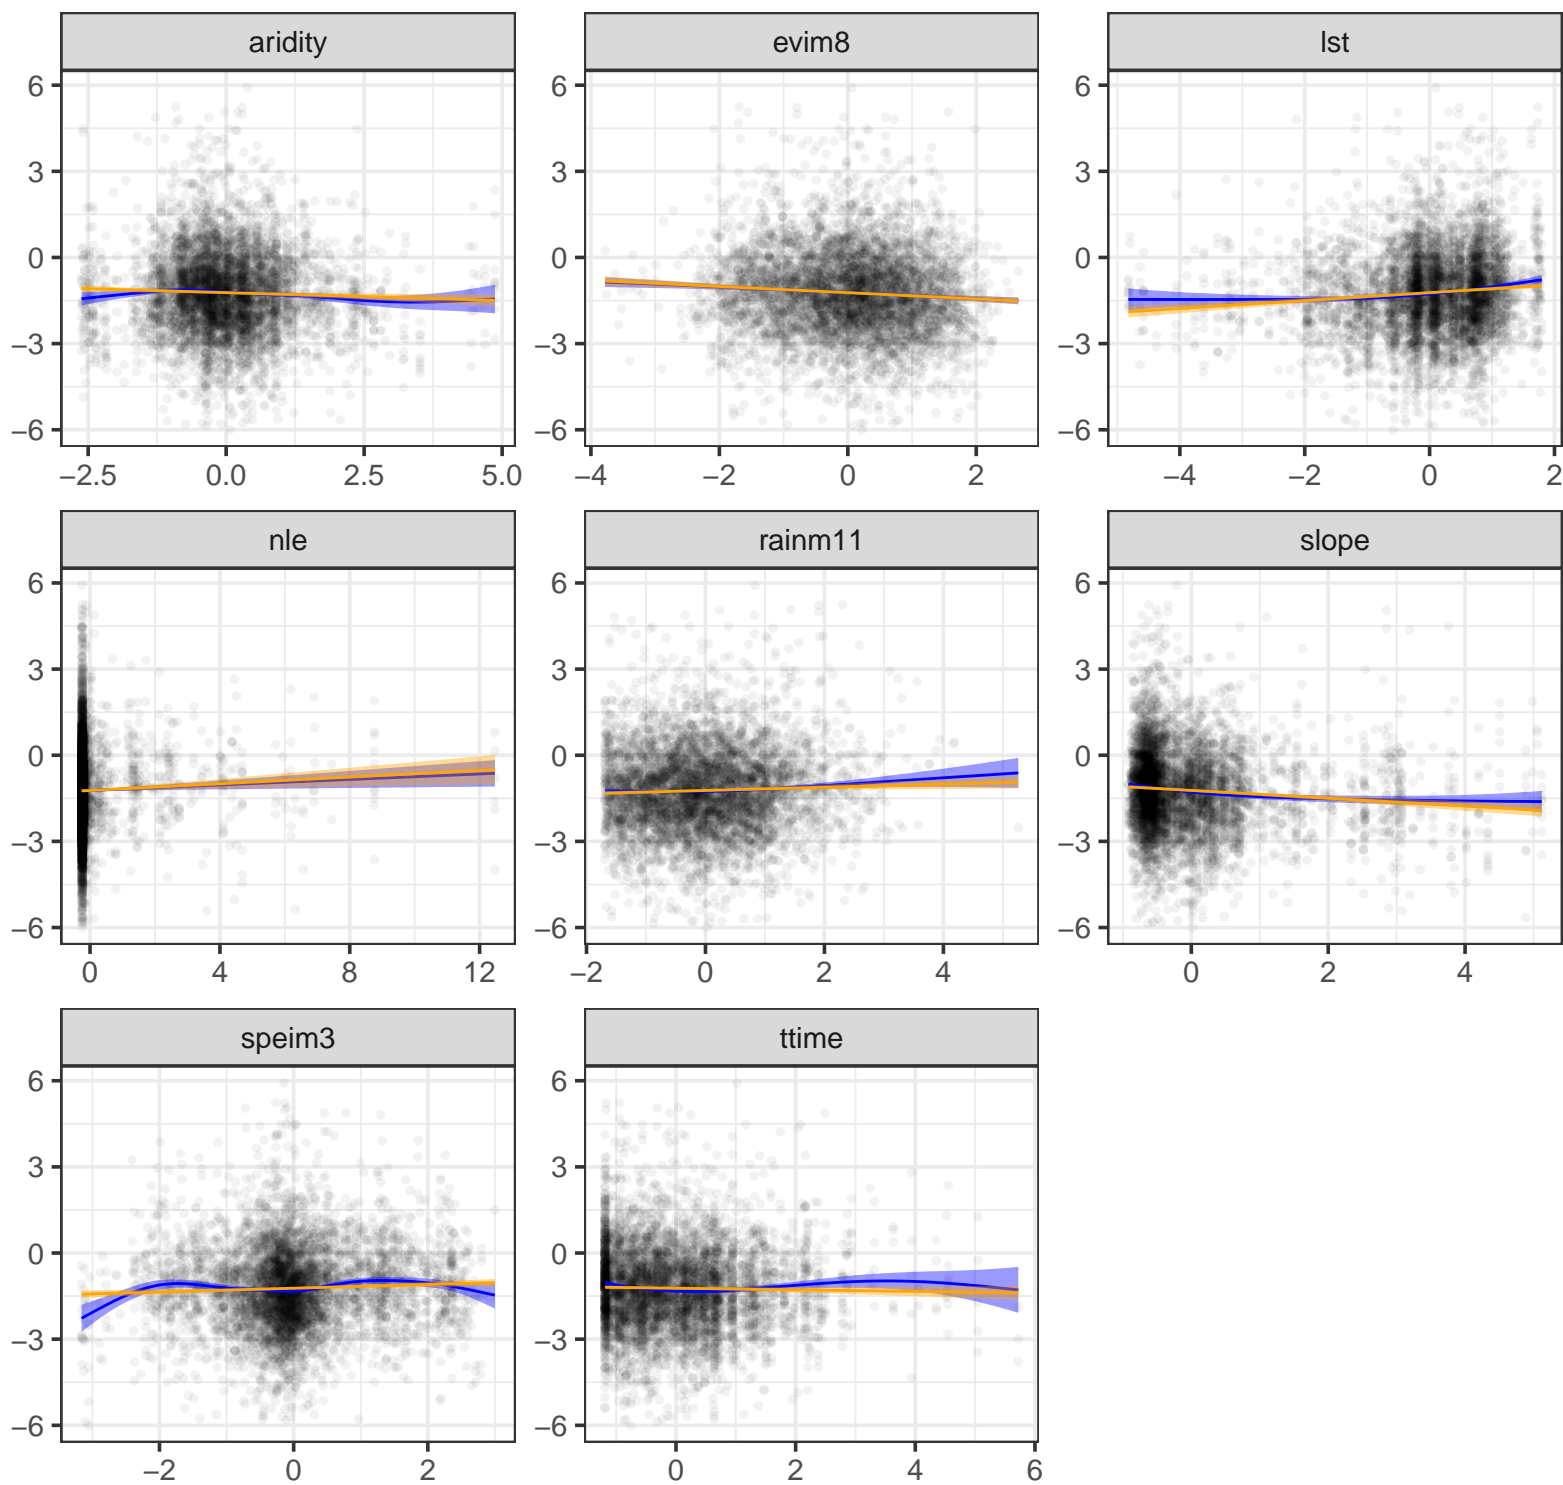 aridity evim8 lst
6 6 6
3 3 3
0 0 0
−3 −3 −3
−6 −6 −6
−2.5 0.0 2.5 5.0 −4 −2 0 2 −4 −2 0 2
nle rainm11 slope
6 6 6
3 3 3
0 0 0
−3 −3 −3
−6 −6 −6
0 4 8 12 −2 0 2 4 0 2 4
speim3 ttime
6 6
3 3
0 0
−3 −3
−6 −6
−2 0 2 0 2 4 6